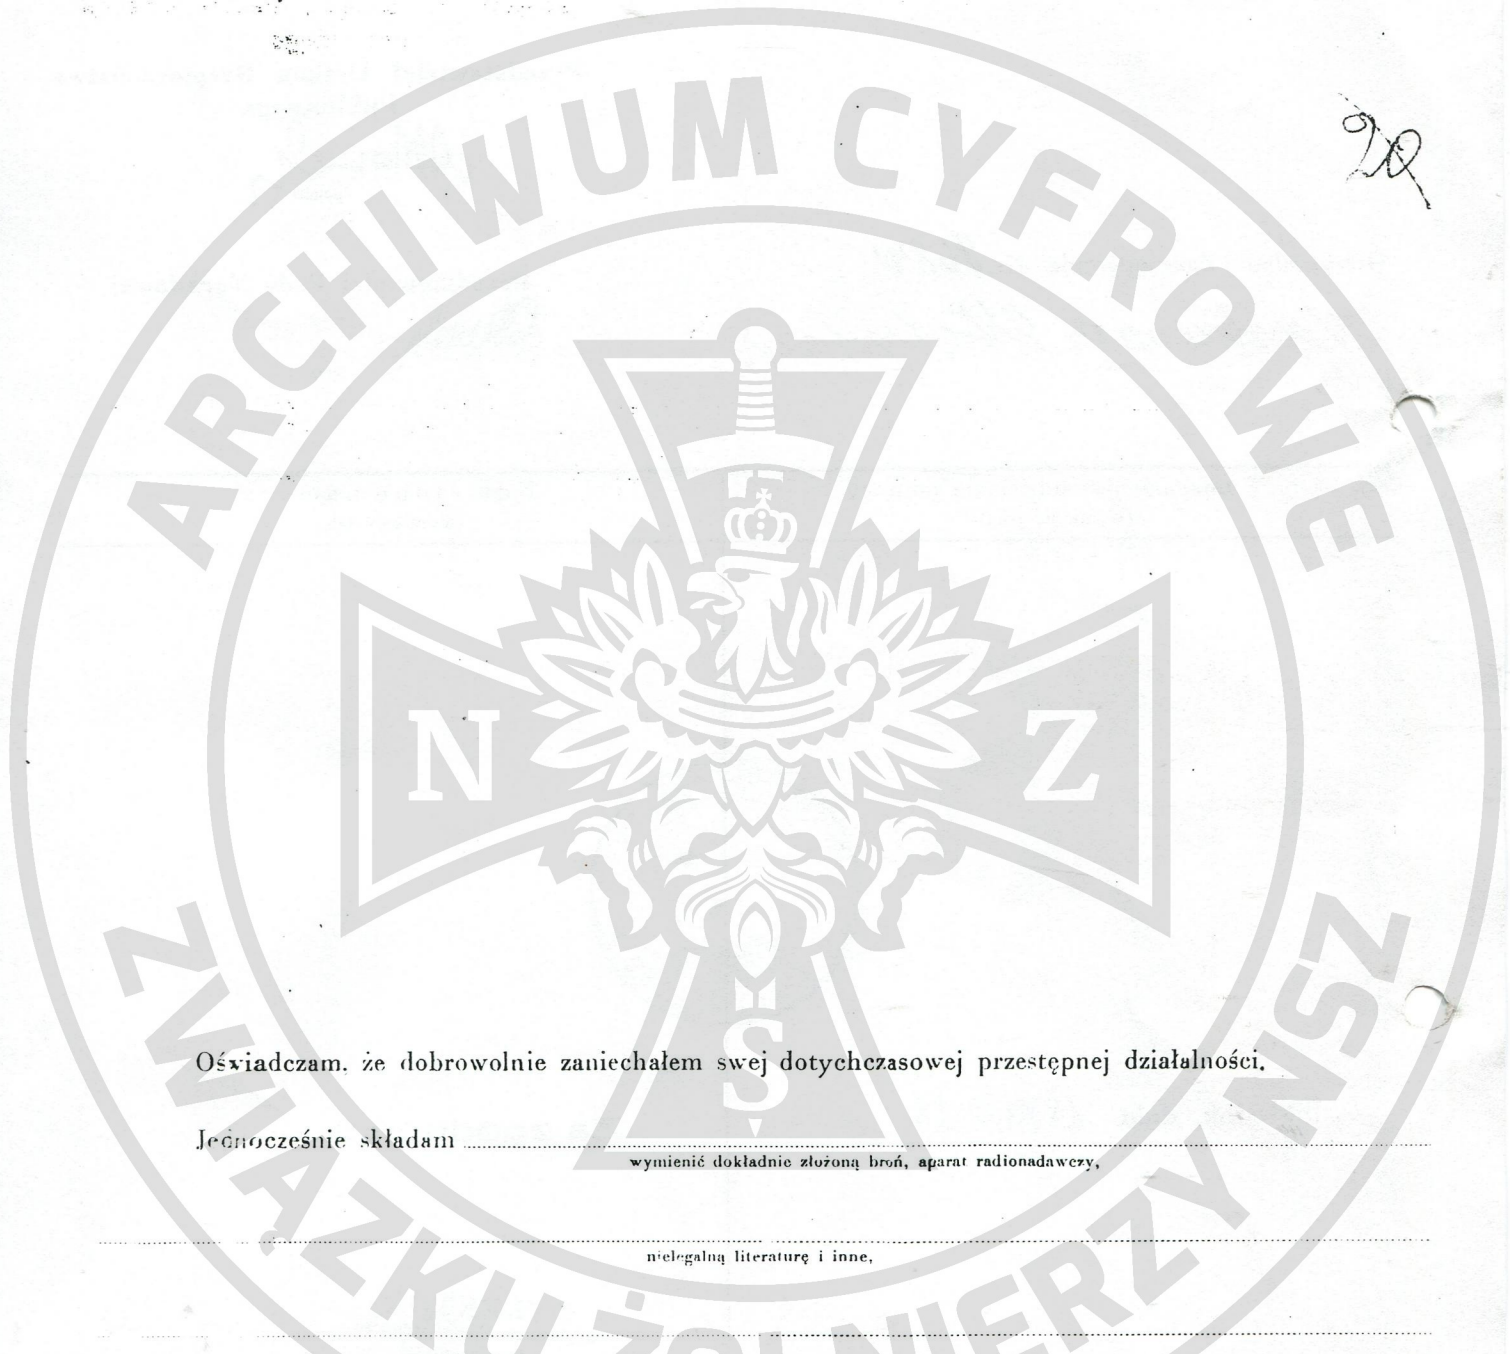 ARCHIWUM CYFROWE
N Z
S
Oświadczam, że dobrowolnie zaniechałem swej dotychczasowej przestępnej działalności.
Jednocześnie składam
wymienić dokładnie złożoną broń, aparat radionadawczy,
nielegalną literaturę i inne,
ZWIĄZKU ŻOŁNIERZY NSZ